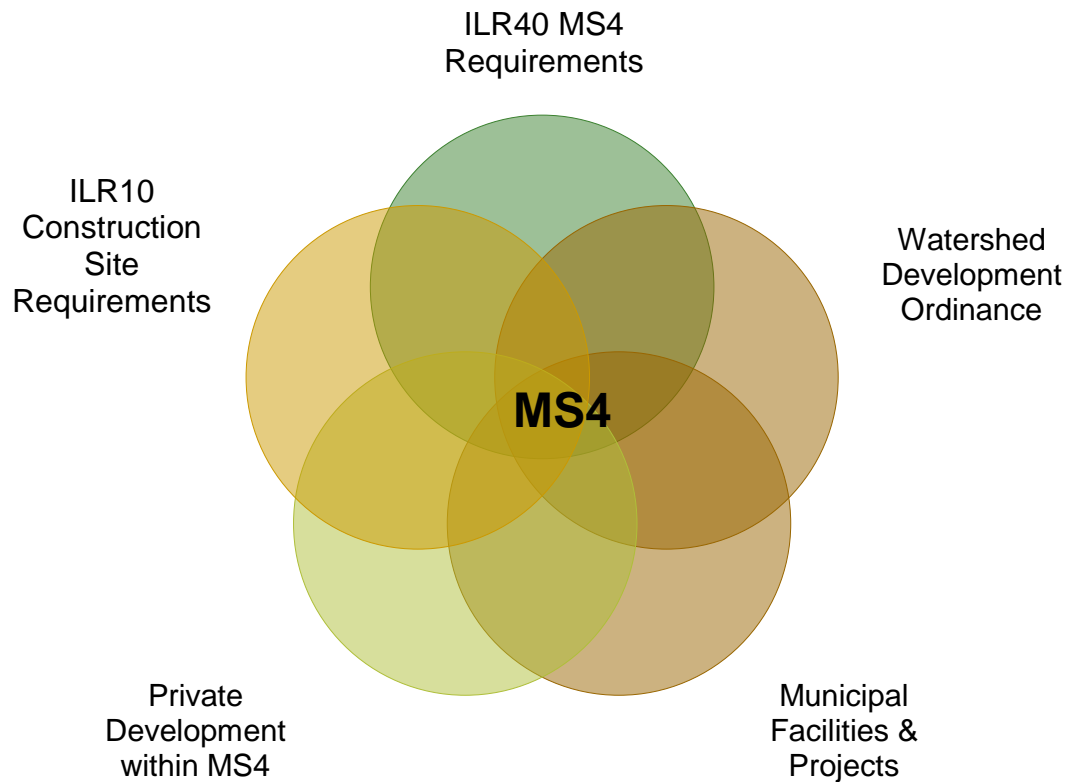 ILR40 MS4
Requirements
ILR10
Construction
Site
Requirements
Watershed
Development
Ordinance
MS4
Private
Development
within MS4
Municipal
Facilities &
Projects